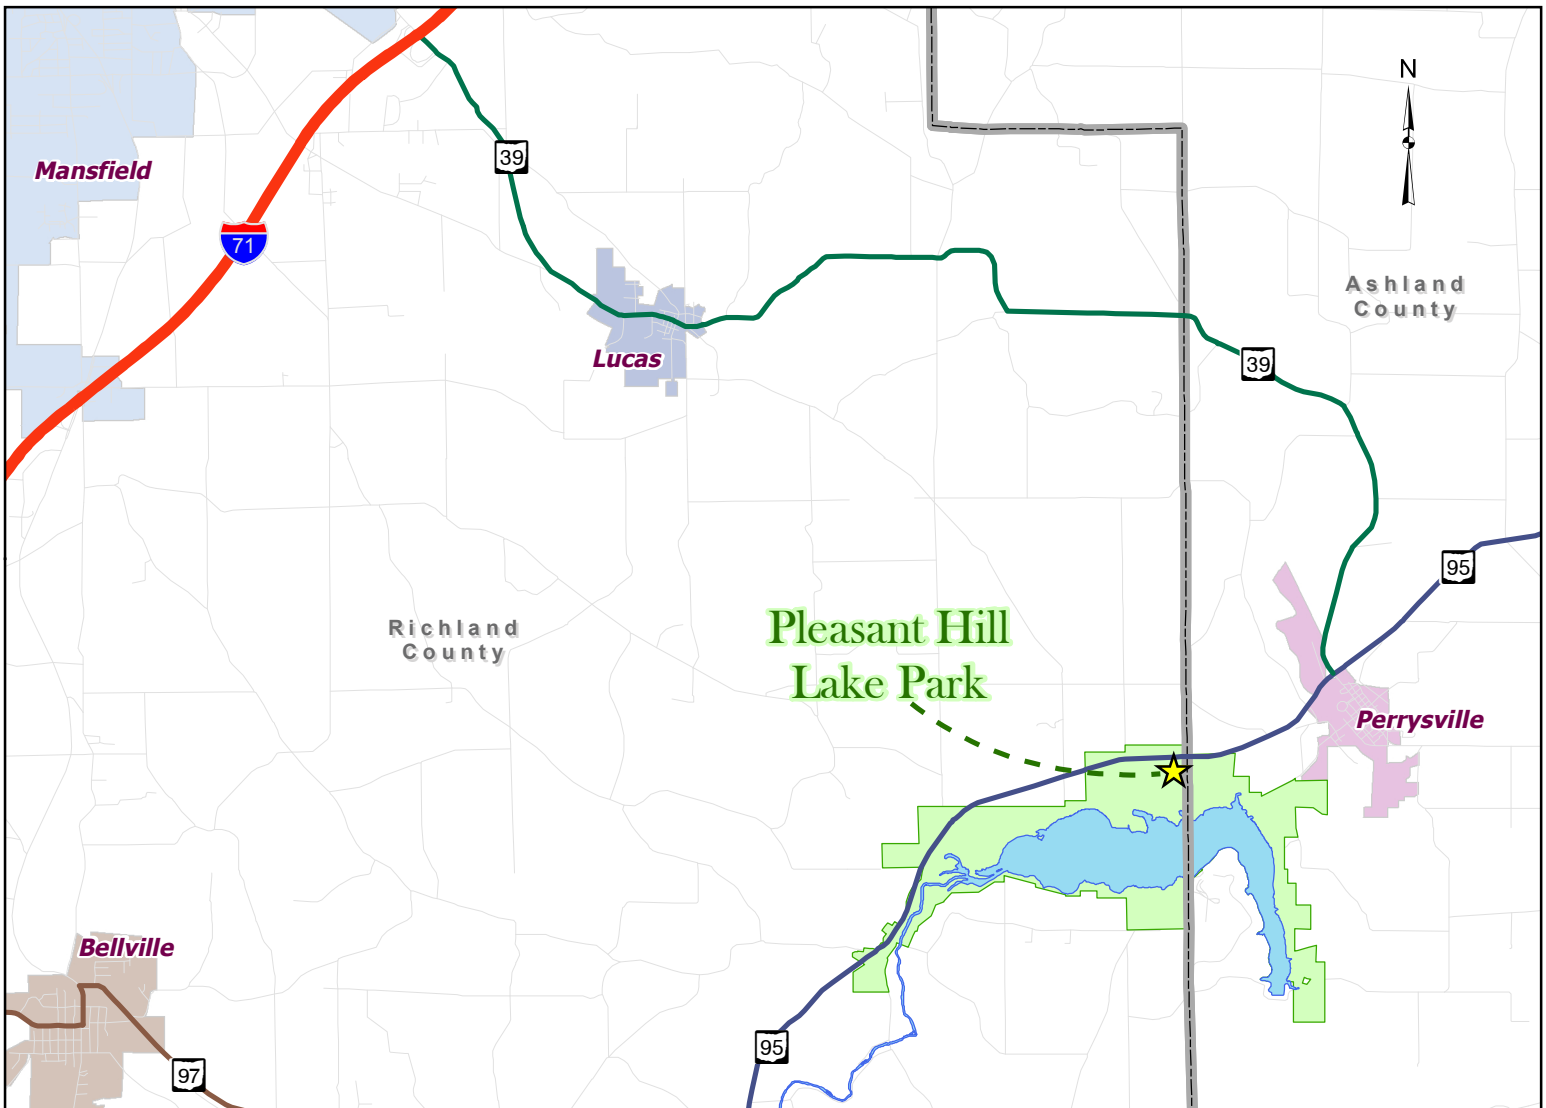 N
39
Mansfield
71
Ashland
County
Lucas
39
95
Richland
County
Pleasant Hill
Lake Park
Perrysville
Bellville
95
97